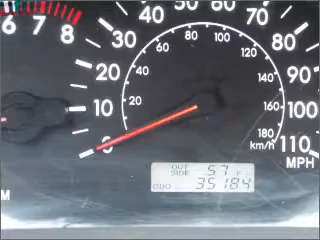 6 7 8
30 40 50 60 70 80 90 100 110
MPH
20
10
0
20 40 60 80 100 120 140 160 180
km/h
OUT SIDE 57 F
ODO 35184
M